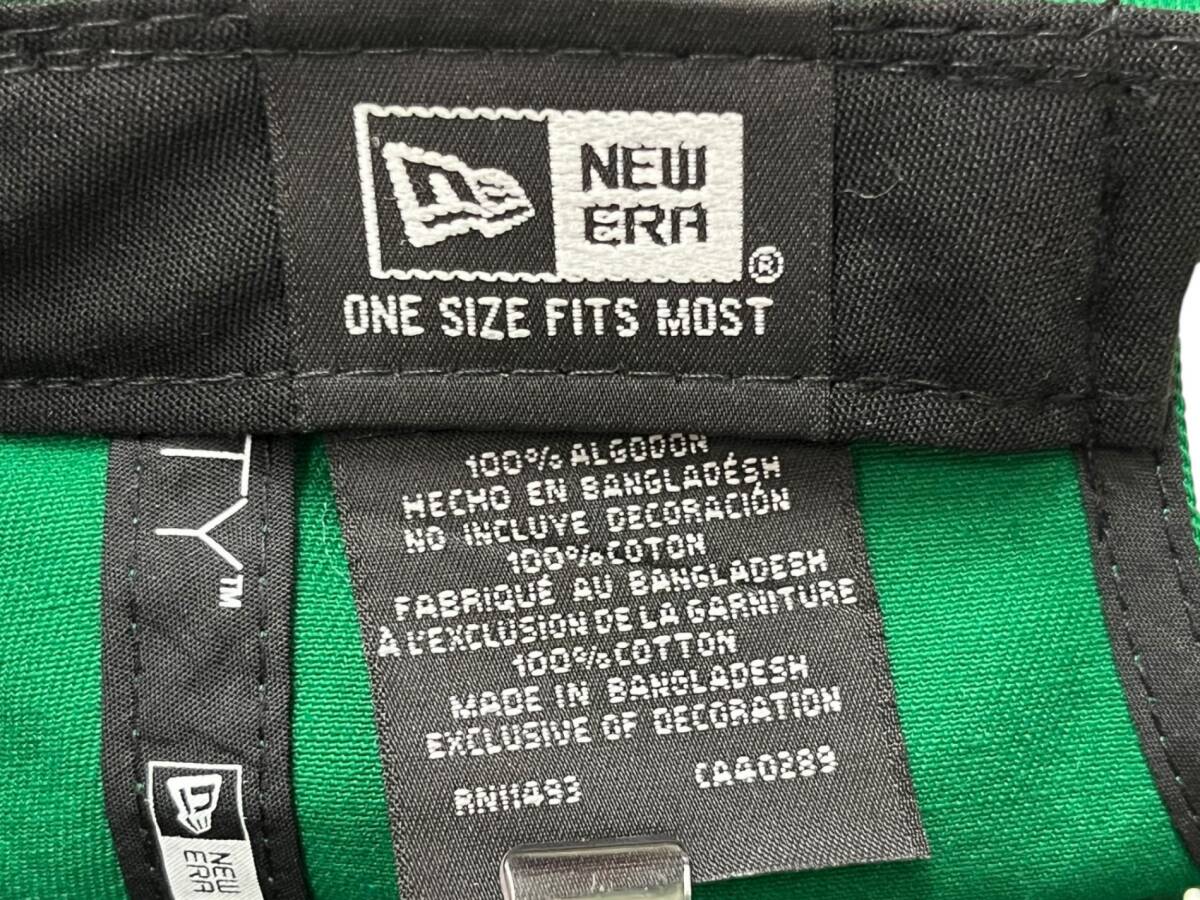 NEW
ERA
®
ONE SIZE FITS MOST
100% ALGODON
HECHO EN BANGLADÉSH
NO INCLUYE DECORACIÓN
100% COTON
FABRIQUÉ AU BANGLADESH
À L'EXCLUSION DE LA GARNITURE
100% COTTON
MADE IN BANGLADESH
EXCLUSIVE OF DECORATION
RN11493 CA40289
TY™
NEW
ERA